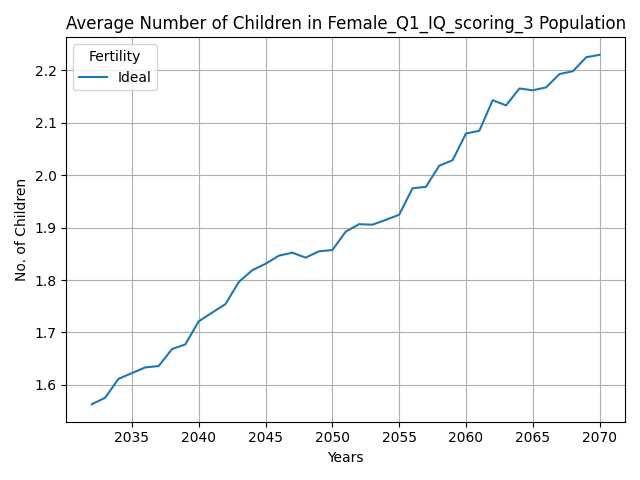 Average Number of Children in Female_Q1_IQ_scoring_3 Population
Fertility
Ideal
2.2
2.1
2.0
1.9
1.8
1.7
1.6
No. of Children
2035 2040 2045 2050 2055 2060 2065 2070
Years